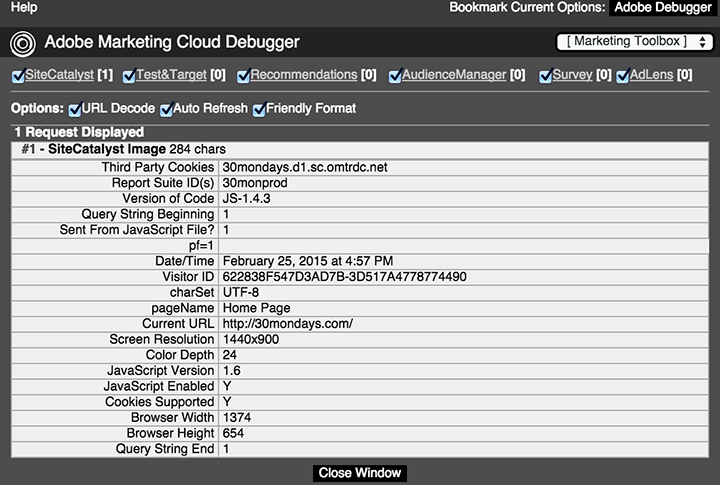 Help Bookmark Current Options: Adobe Debugger
Adobe Marketing Cloud Debugger [ Marketing Toolbox ]
SiteCatalyst [1] Test&Target [0] Recommendations [0] AudienceManager [0] Survey [0] AdLens [0]
Options: URL Decode Auto Refresh Friendly Format
1 Request Displayed
#1 - SiteCatalyst Image 284 chars
Third Party Cookies 30mondays.d1.sc.omtrdc.net
Report Suite ID(s) 30monprod
Version of Code JS-1.4.3
Query String Beginning 1
Sent From JavaScript File? 1
pf=1
Date/Time February 25, 2015 at 4:57 PM
Visitor ID 622838F547D3AD7B-3D517A4778774490
charSet UTF-8
pageName Home Page
Current URL http://30mondays.com/
Screen Resolution 1440x900
Color Depth 24
JavaScript Version 1.6
JavaScript Enabled Y
Cookies Supported Y
Browser Width 1374
Browser Height 654
Query String End 1
Close Window